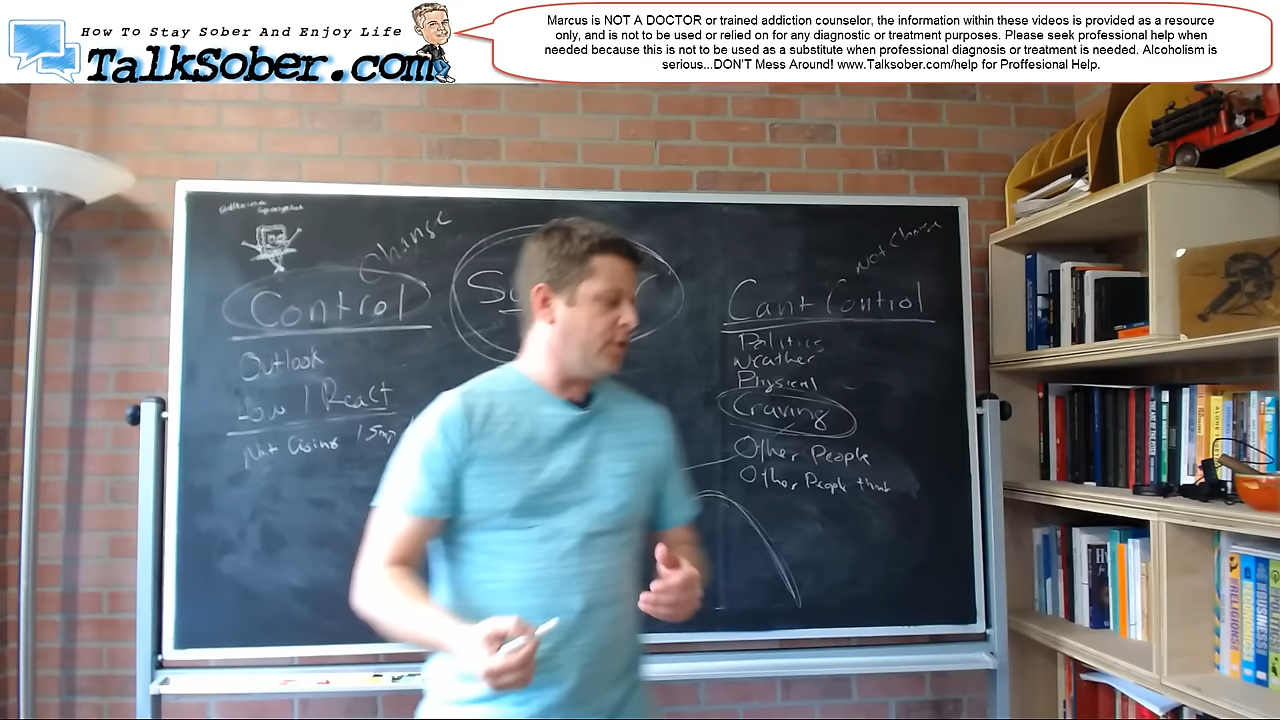 How To Stay Sober And Enjoy Life
TalkSober.com
Marcus is NOT A DOCTOR or trained addiction counselor, the information within these videos is provided as a resource
only, and is not to be used or relied on for any diagnostic or treatment purposes. Please seek professional help when
needed because this is not to be used as a substitute when professional diagnosis or treatment is needed. Alcoholism is
serious...DON'T Mess Around! www.Talksober.com/help for Proffesional Help.
Change
Control
Outlook
How I React
Not
Cant Control
Politics
Weather
Physical
Craving
Other People
Other People think
RELIGIONS
ECONOMICS
BUSINESS